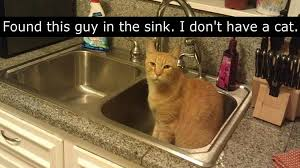 Found this guy in the sink. I don't have a cat.